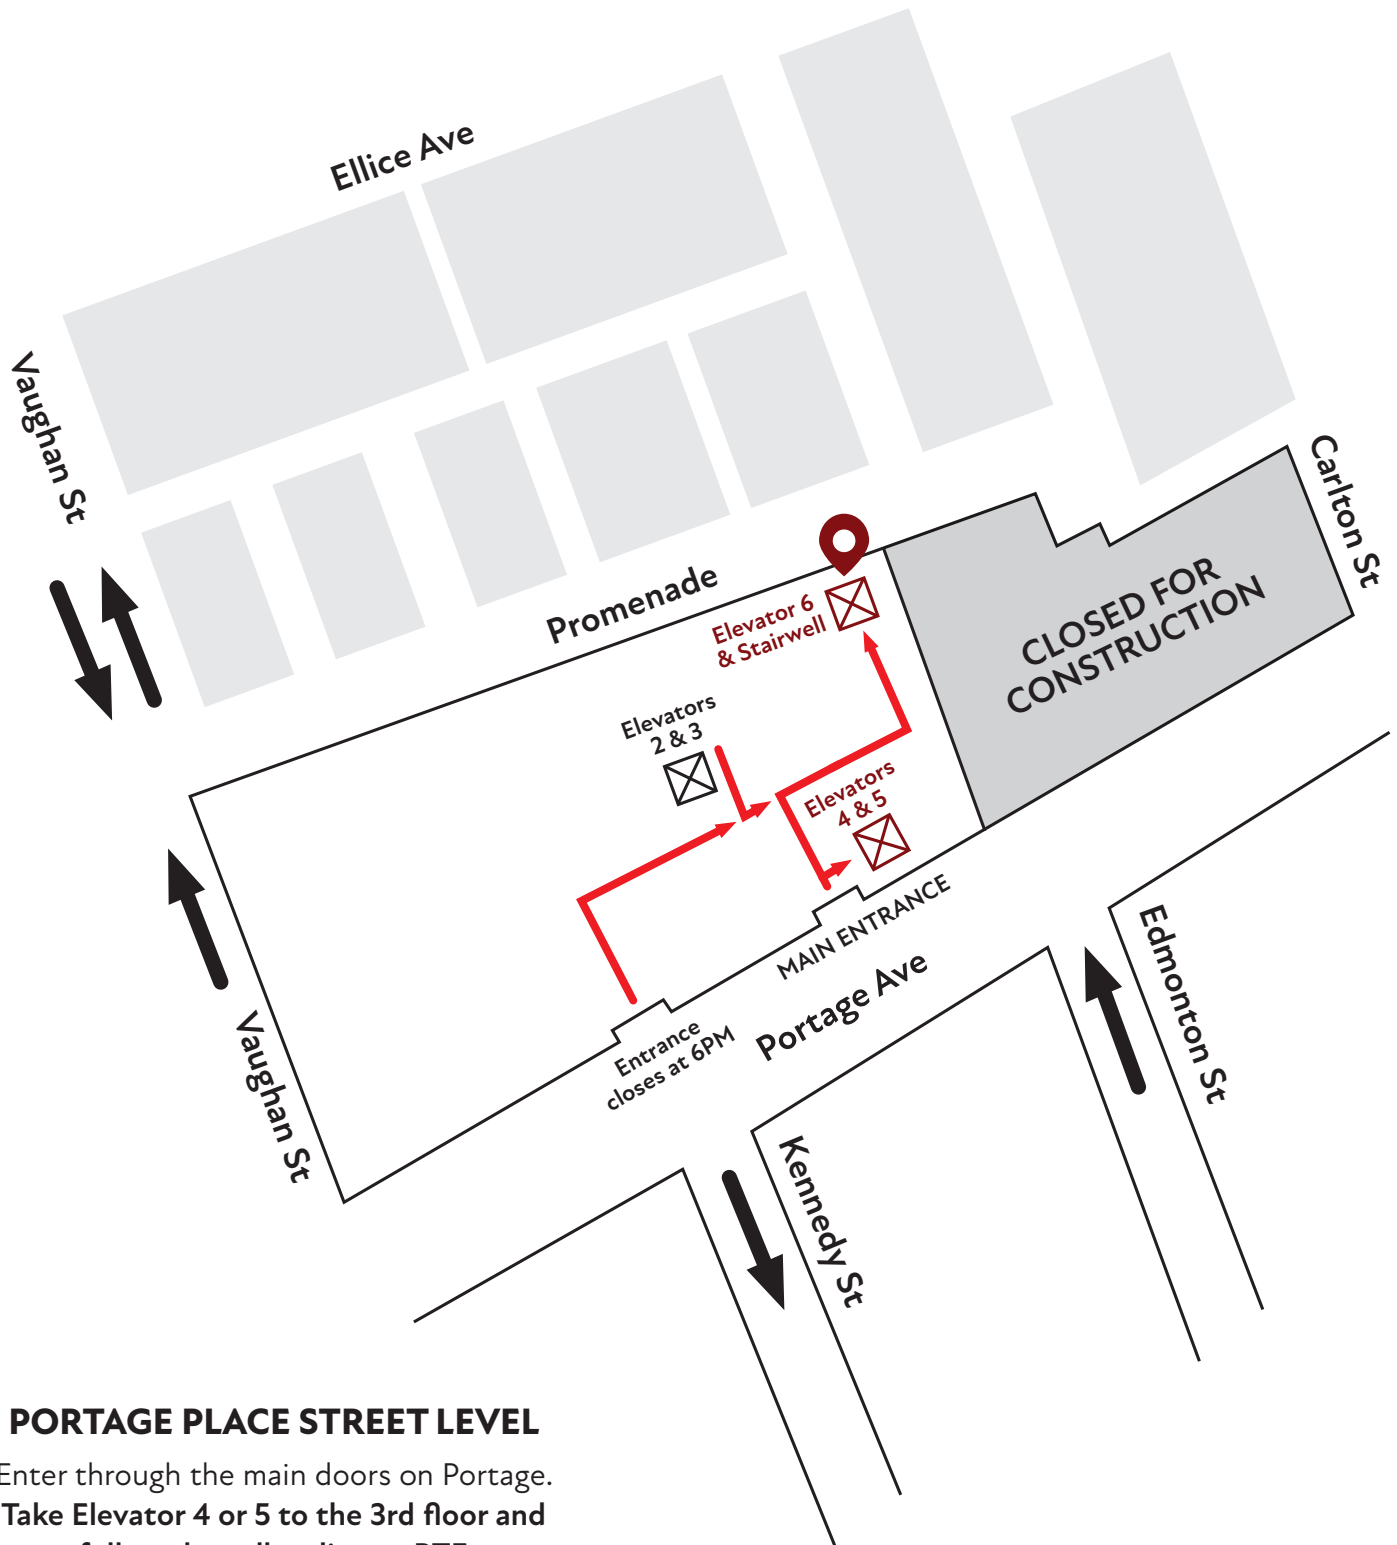 Ellice Ave
Vaughan St
Carlton St
Promenade
Elevator 6
& Stairwell
CLOSED FOR
CONSTRUCTION
Elevators
2 & 3
Elevators
4 & 5
MAIN ENTRANCE
Entrance
closes at 6PM
Portage Ave
Vaughan St
Edmonton St
Kennedy St
PORTAGE PLACE STREET LEVEL
Enter through the main doors on Portage.
Take Elevator 4 or 5 to the 3rd floor and